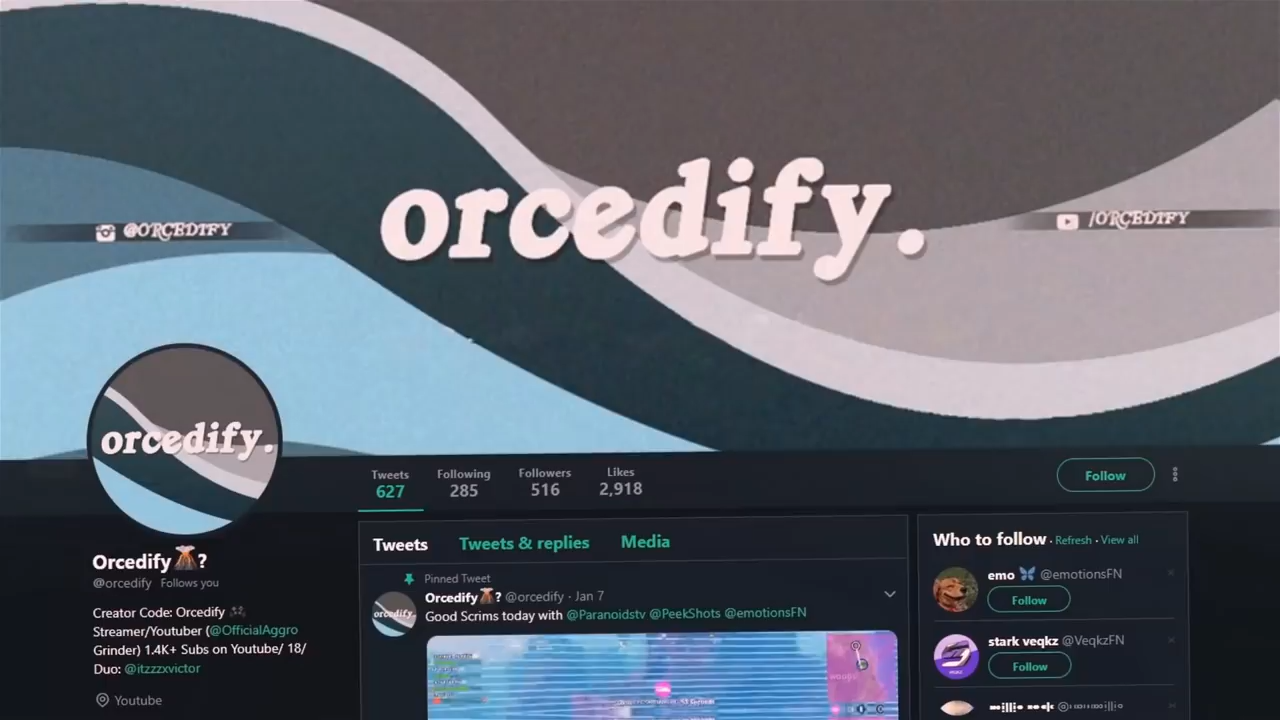 orcedify.
@ORCEDIFY
/ORCEDIFY
orcedify.
Tweets Following Followers Likes
627 285 516 2,918
Follow
Orcedify🌋?
@orcedify Follows you
Creator Code: Orcedify 🎮
Streamer/Youtuber (@OfficialAggro
Grinder) 1.4K+ Subs on Youtube/ 18/
Duo: @itzzzxvictor
Youtube
Tweets Tweets & replies Media
Pinned Tweet
orcedify.
Orcedify🌋? @orcedify · Jan 7
Good Scrims today with @Paranoidstv @PeekShots @emotionsFN
Who to follow · Refresh · View all
emo 🦋 @emotionsFN
Follow
stark veqkz @VeqkzFN
Follow